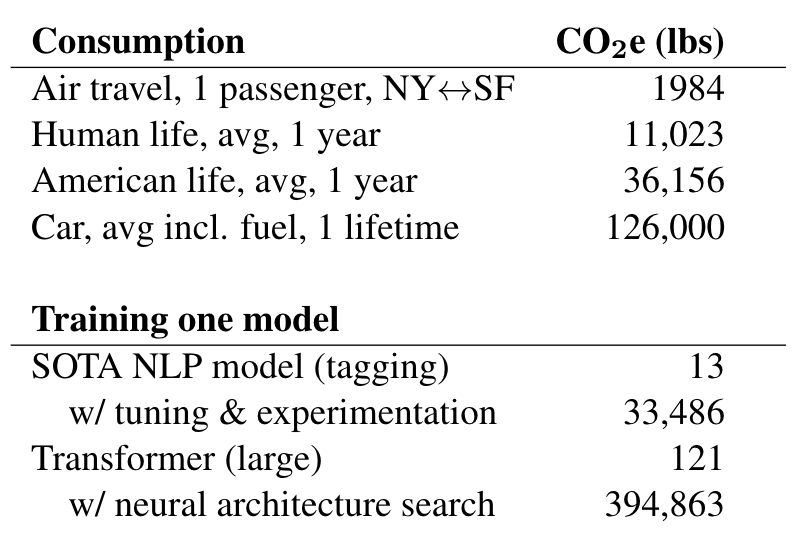 Consumption CO₂e (lbs)
Air travel, 1 passenger, NY↔SF 1984
Human life, avg, 1 year 11,023
American life, avg, 1 year 36,156
Car, avg incl. fuel, 1 lifetime 126,000
Training one model
SOTA NLP model (tagging) 13
w/ tuning & experimentation 33,486
Transformer (large) 121
w/ neural architecture search 394,863